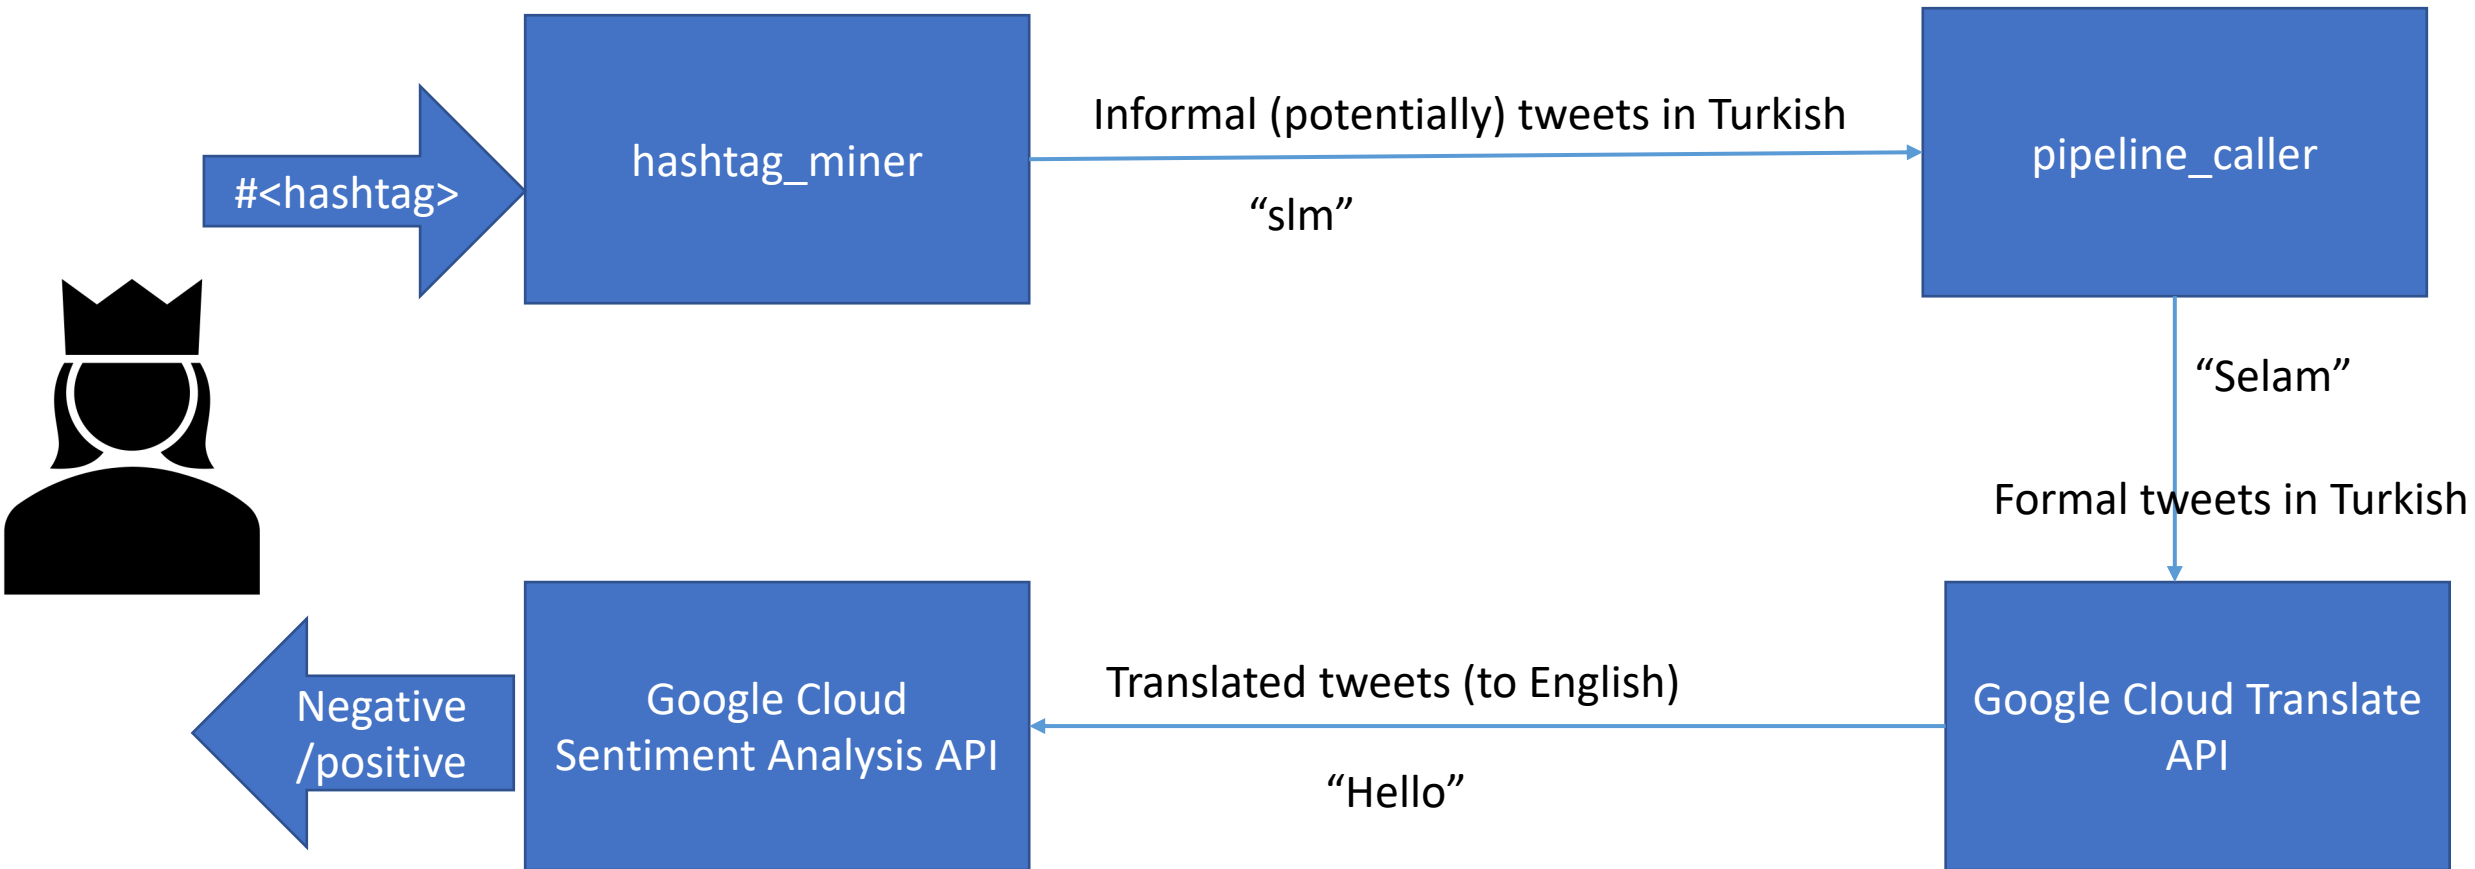 #<hashtag>
hashtag_miner
Informal (potentially) tweets in Turkish
“slm”
pipeline_caller
“Selam”
Formal tweets in Turkish
Google Cloud Translate
API
Translated tweets (to English)
“Hello”
Google Cloud
Sentiment Analysis API
Negative
/positive